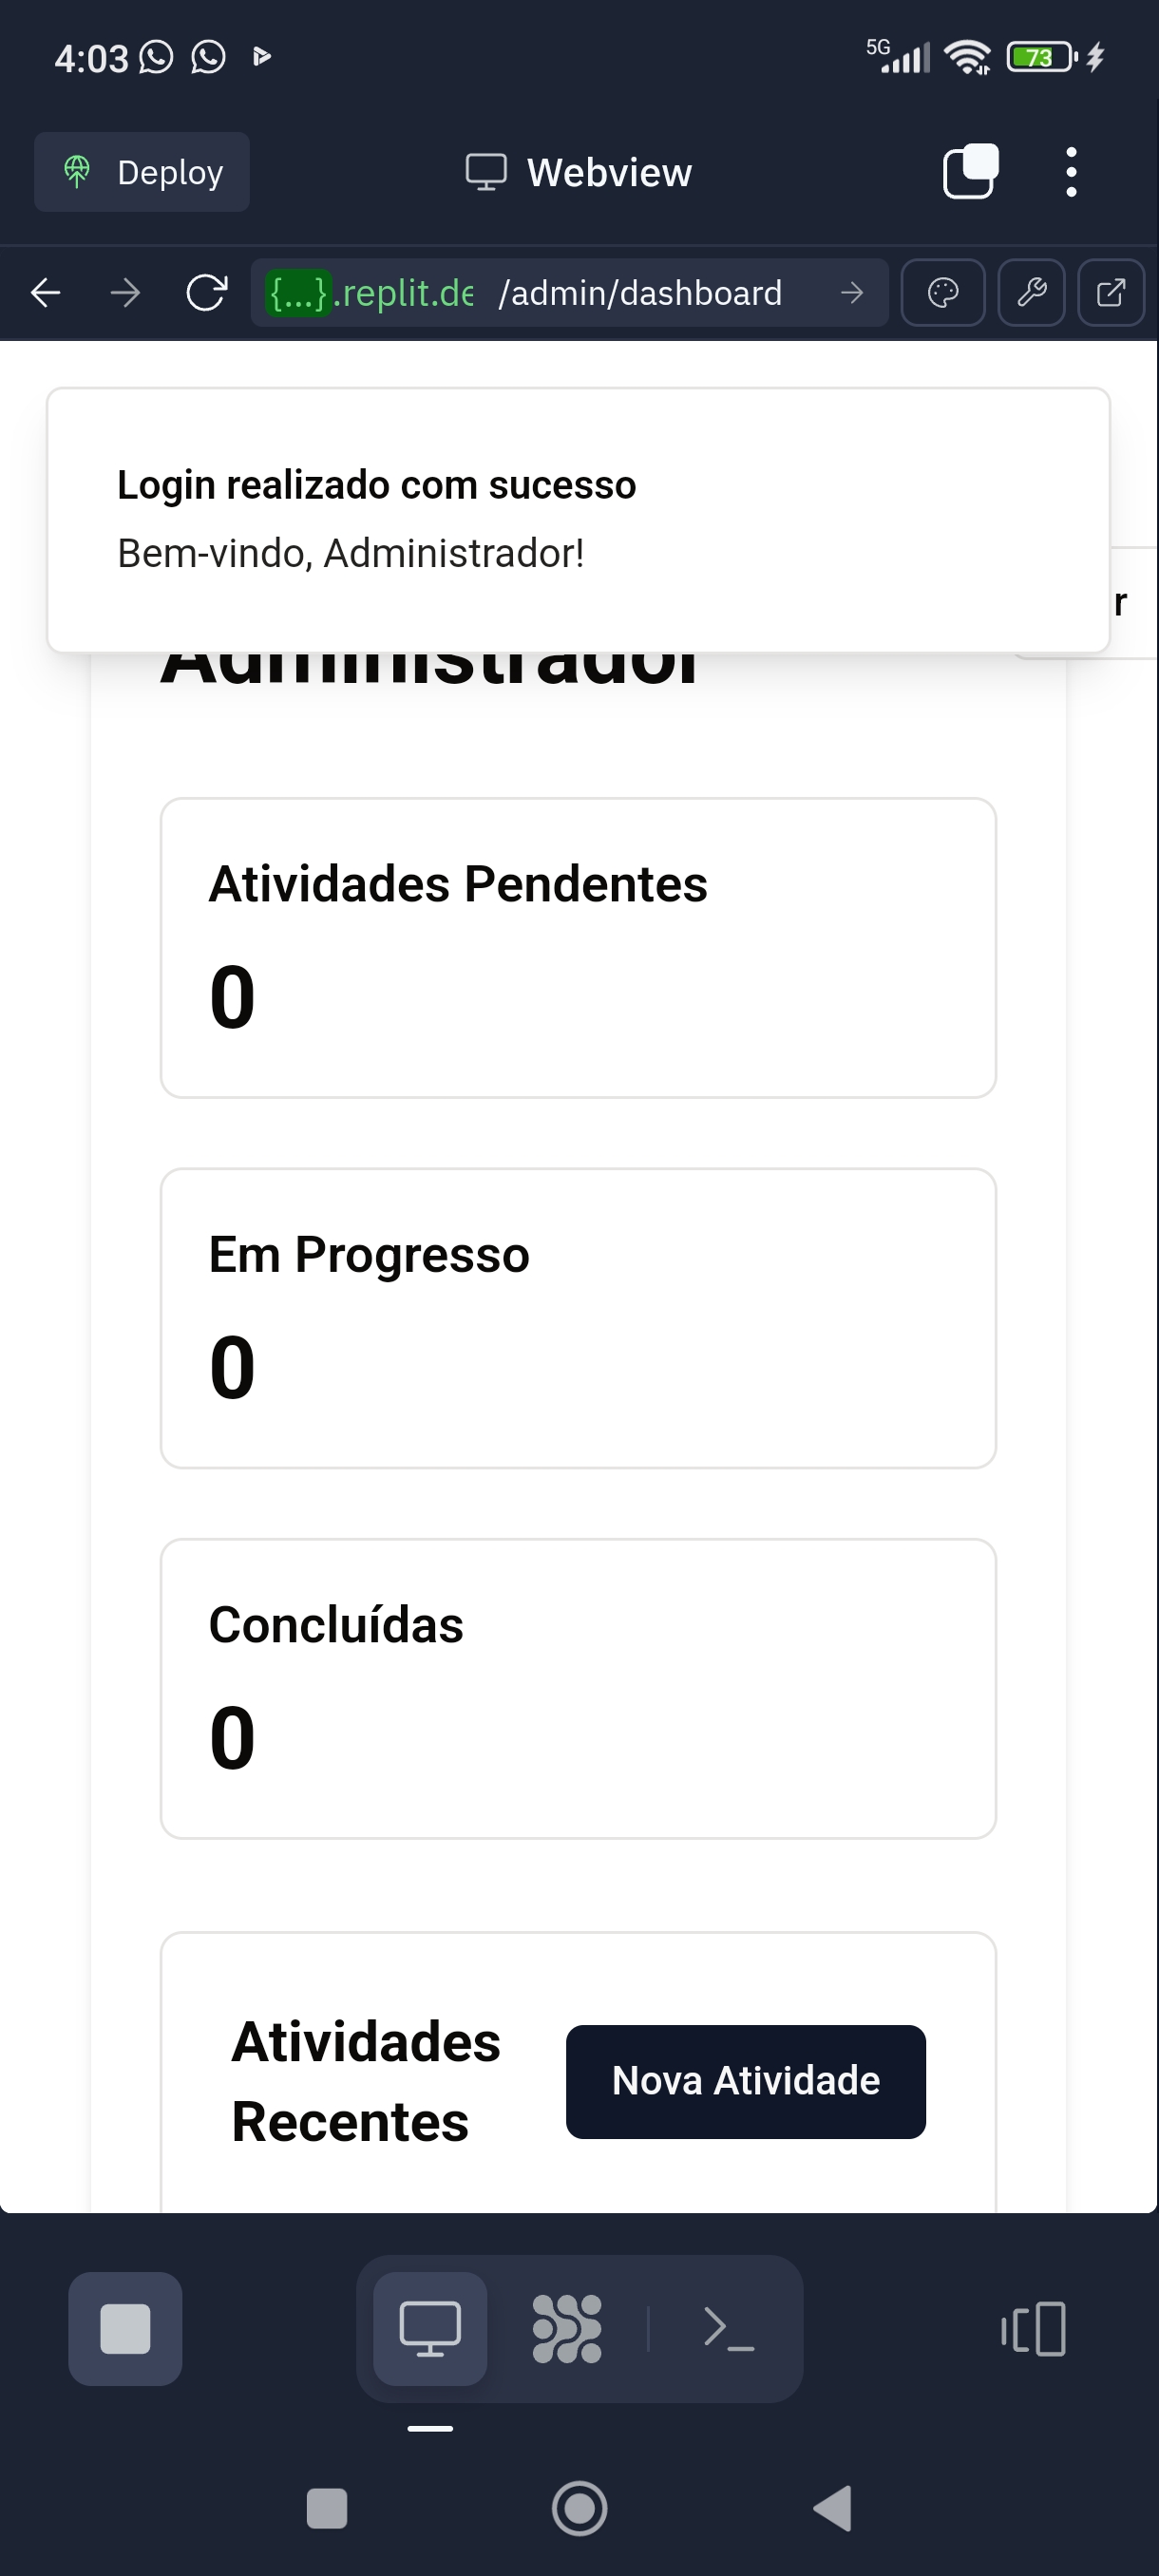 4:03
5G
73
Deploy
Webview
{...}.replit.de /admin/dashboard
Login realizado com sucesso
Bem-vindo, Administrador!
r
Administrador
Atividades Pendentes
0
Em Progresso
0
Concluídas
0
Atividades
Recentes
Nova Atividade